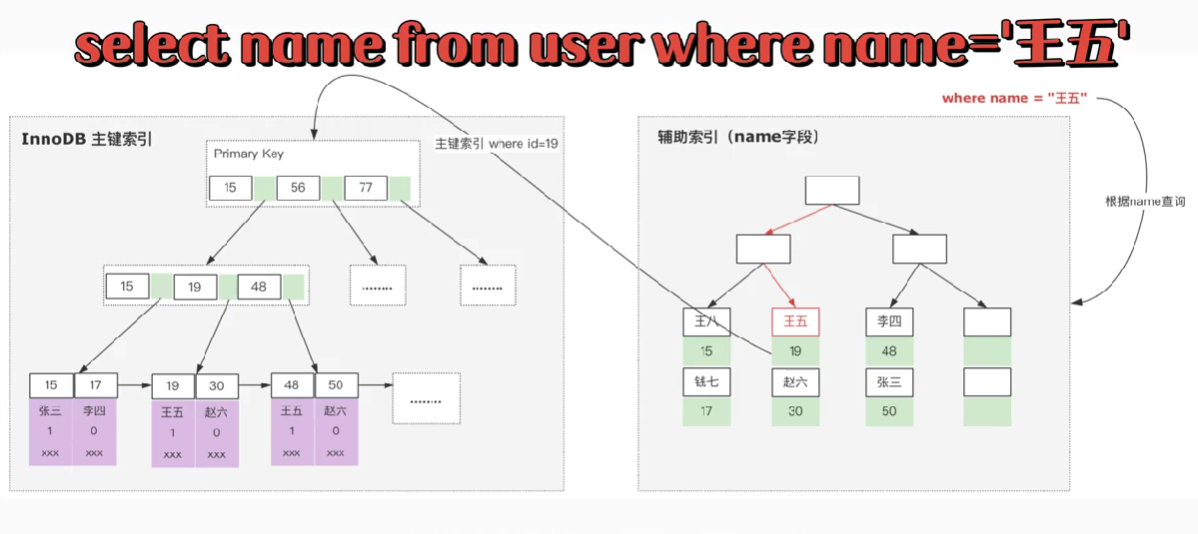 select name from user where name='王五'
where name = "王五"
InnoDB 主键索引
主键索引 where id=19
辅助索引（name字段）
Primary Key
15 56 77
根据name查询
15 19 48
........
........
王八 王五 李四
15 19 48
钱七 赵六 张三
17 30 50
15 17 19 30 48 50
........
张三 李四 王五 赵六 王五 赵六
1 0 1 0 1 0
xxx xxx xxx xxx xxx xxx